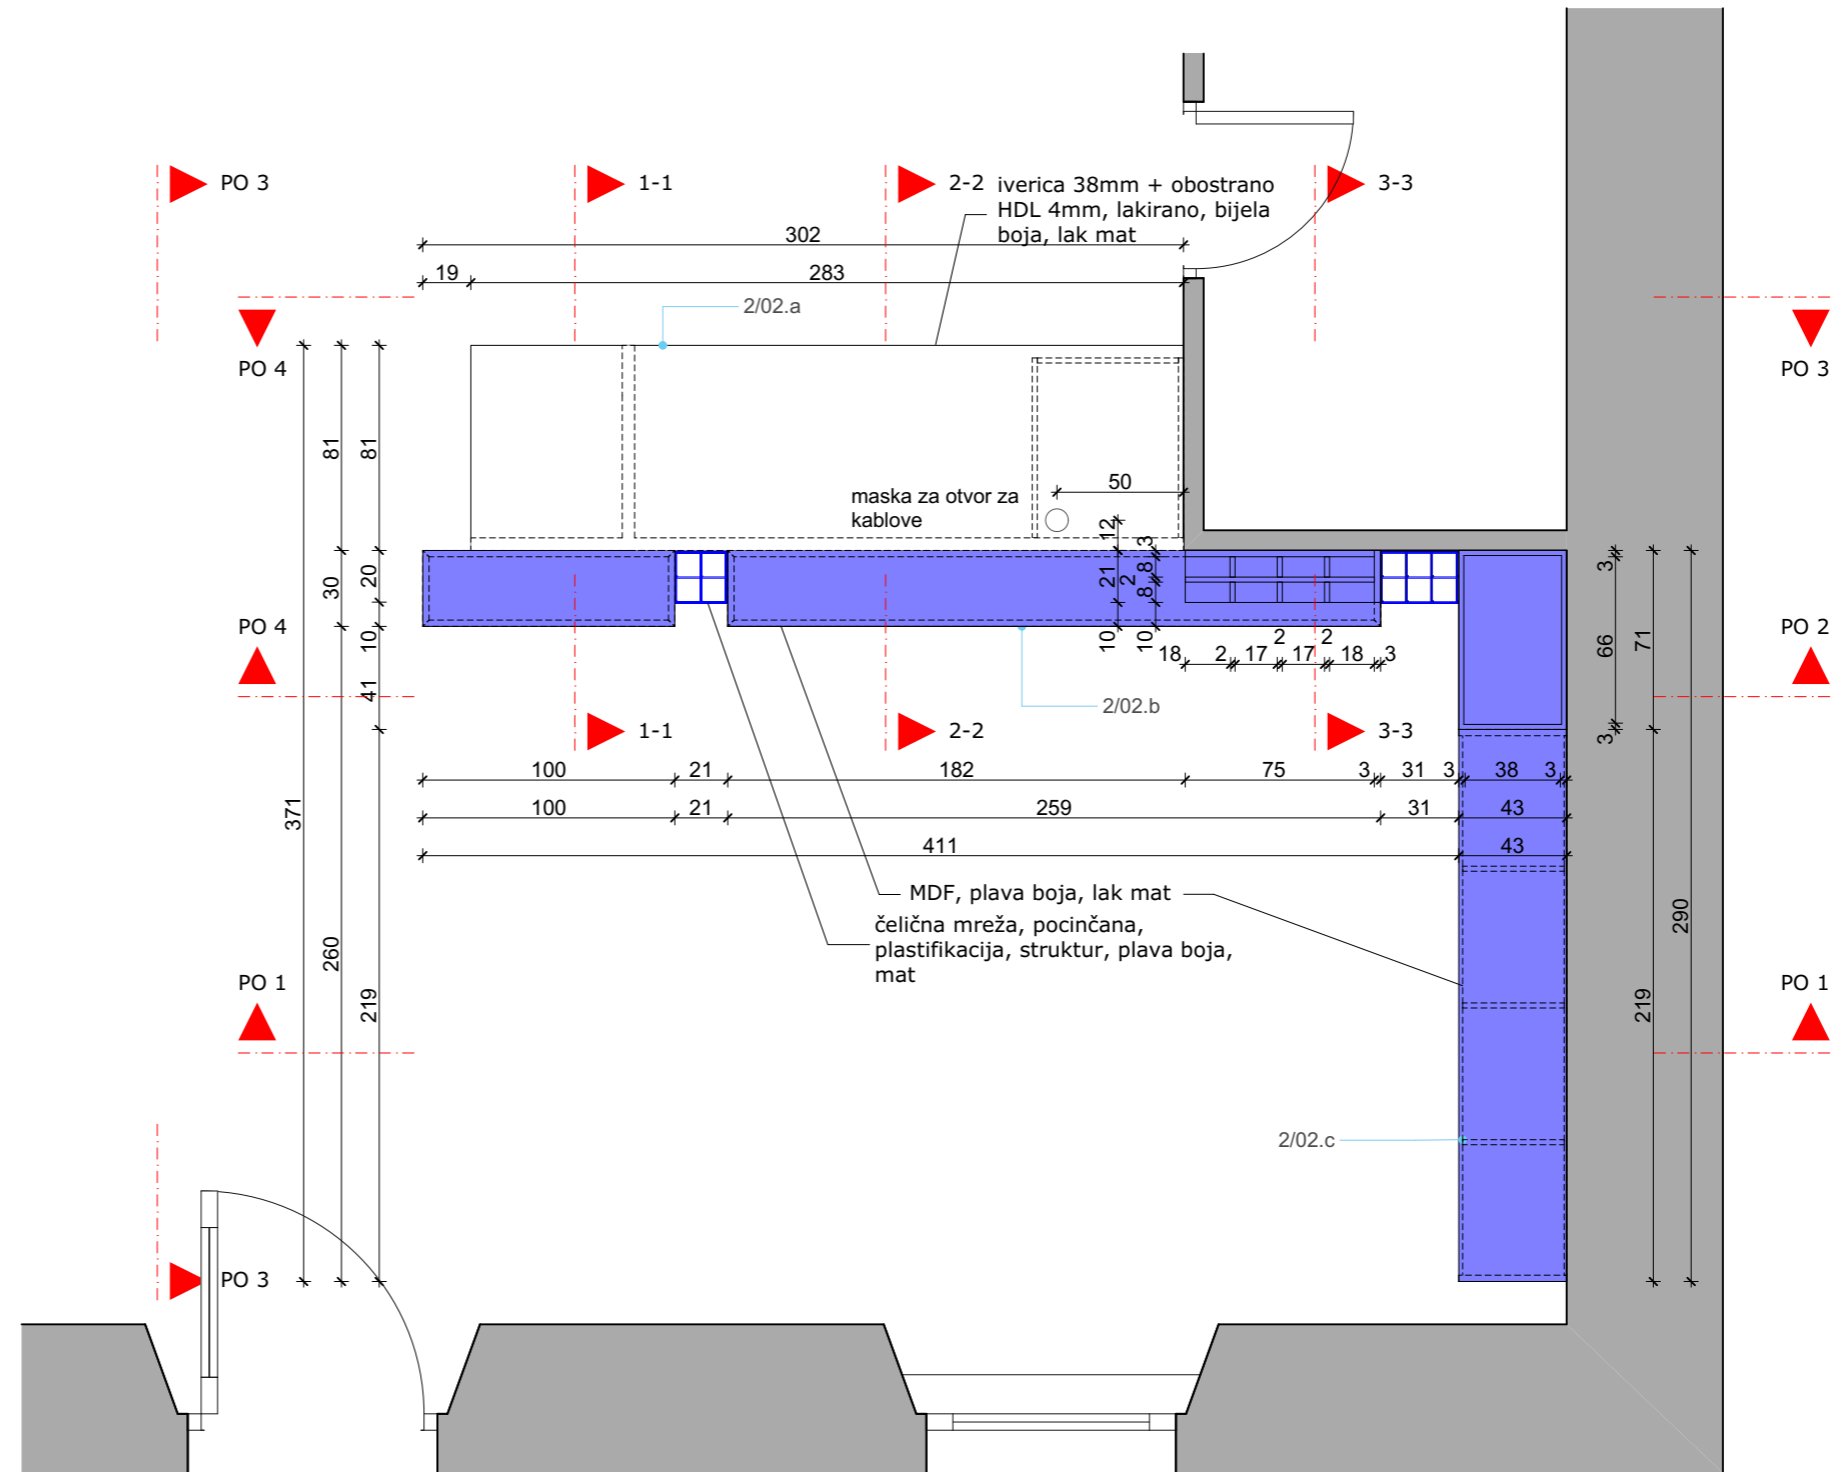 PO 3
1-1
2-2
iverica 38mm + obostrano
HDL 4mm, lakirano, bijela
boja, lak mat
3-3
302
19
283
2/02.a
PO 4
PO 3
81
81
50
maska za otvor za
kablove
12
3
30
20
21
2
8
8
3
10
10
10
66
71
PO 4
PO 2
41
18
2
17
2
17
2
18
3
3
2/02.b
1-1
2-2
3-3
100
21
182
75
3
31
3
38
3
371
100
21
259
31
43
411
43
MDF, plava boja, lak mat
čelična mreža, pocinčana,
plastifikacija, struktur, plava boja,
mat
290
260
219
219
PO 1
PO 1
2/02.c
PO 3